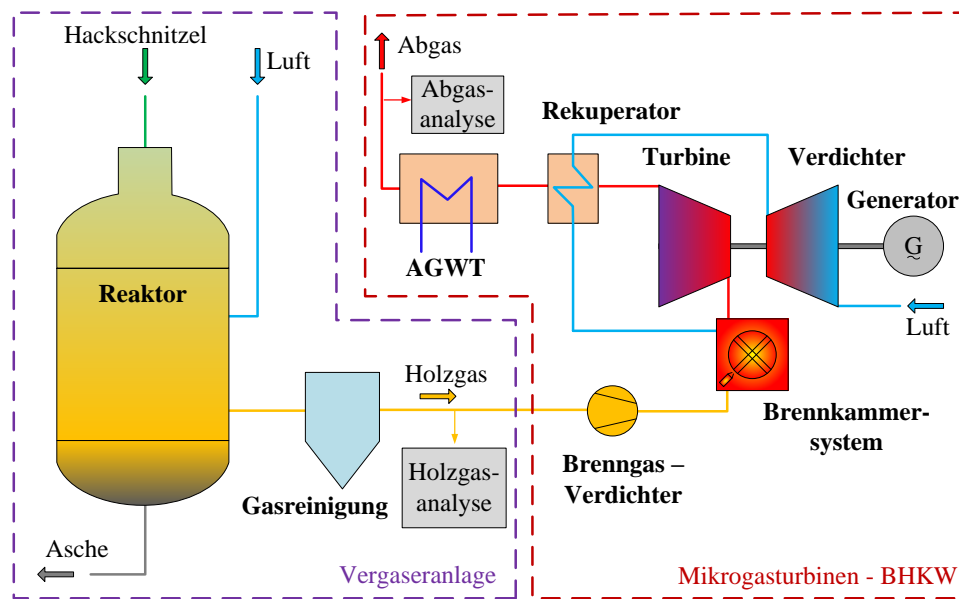 Hackschnitzel
Luft
Reaktor
Asche
Gasreinigung
Holzgas
Holzgas-
analyse
Vergaseranlage
Abgas
Abgas-
analyse
AGWT
Rekuperator
Turbine
Verdichter
Generator
G
~
Luft
Brennkammer-
system
Brenngas –
Verdichter
Mikrogasturbinen - BHKW